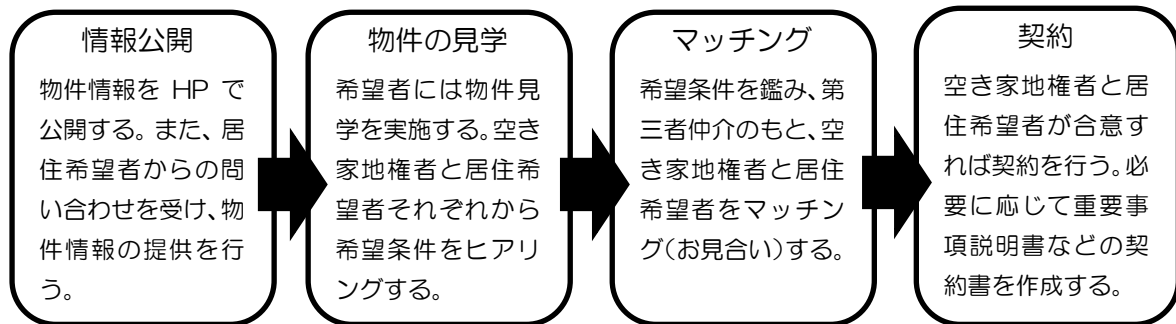 情報公開
物件情報を HP で
公開する。また、居
住希望者からの問
い合わせを受け、物
件情報の提供を行
う。
物件の見学
希望者には物件見
学を実施する。空き
家地権者と居住希
望者それぞれから
希望条件をヒアリ
ングする。
マッチング
希望条件を鑑み、第
三者仲介のもと、空
き家地権者と居住
希望者をマッチン
グ(お見合い)する。
契約
空き家地権者と居
住希望者が合意す
れば契約を行う。必
要に応じて重要事
項説明書などの契
約書を作成する。